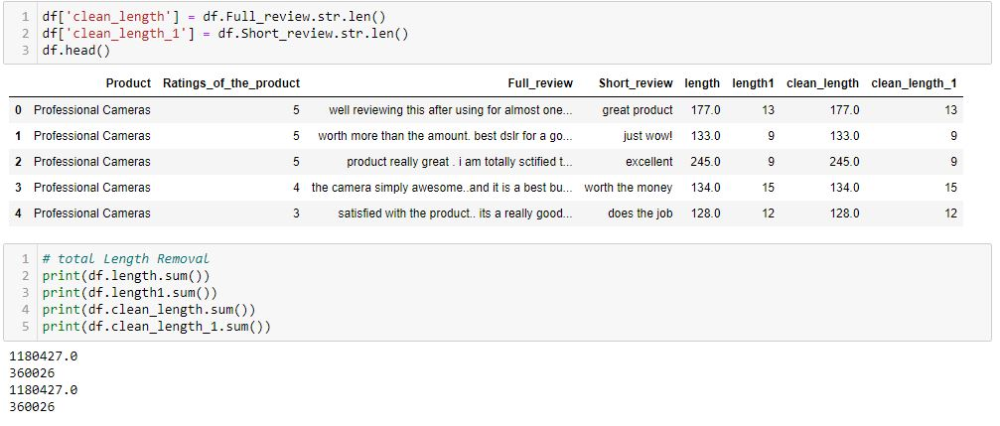 1 df['clean_length'] = df.Full_review.str.len()
2 df['clean_length_1'] = df.Short_review.str.len()
3 df.head()
Product Ratings_of_the_product Full_review Short_review length length1 clean_length clean_length_1
0 Professional Cameras 5 well reviewing this after using for almost one... great product 177.0 13 177.0 13
1 Professional Cameras 5 worth more than the amount. best dslr for a go... just wow! 133.0 9 133.0 9
2 Professional Cameras 5 product really great . i am totally sctified t... excellent 245.0 9 245.0 9
3 Professional Cameras 4 the camera simply awesome..and it is a best bu... worth the money 134.0 15 134.0 15
4 Professional Cameras 3 satisfied with the product.. its a really good... does the job 128.0 12 128.0 12
1 # total Length Removal
2 print(df.length.sum())
3 print(df.length1.sum())
4 print(df.clean_length.sum())
5 print(df.clean_length_1.sum())
1180427.0
360026
1180427.0
360026